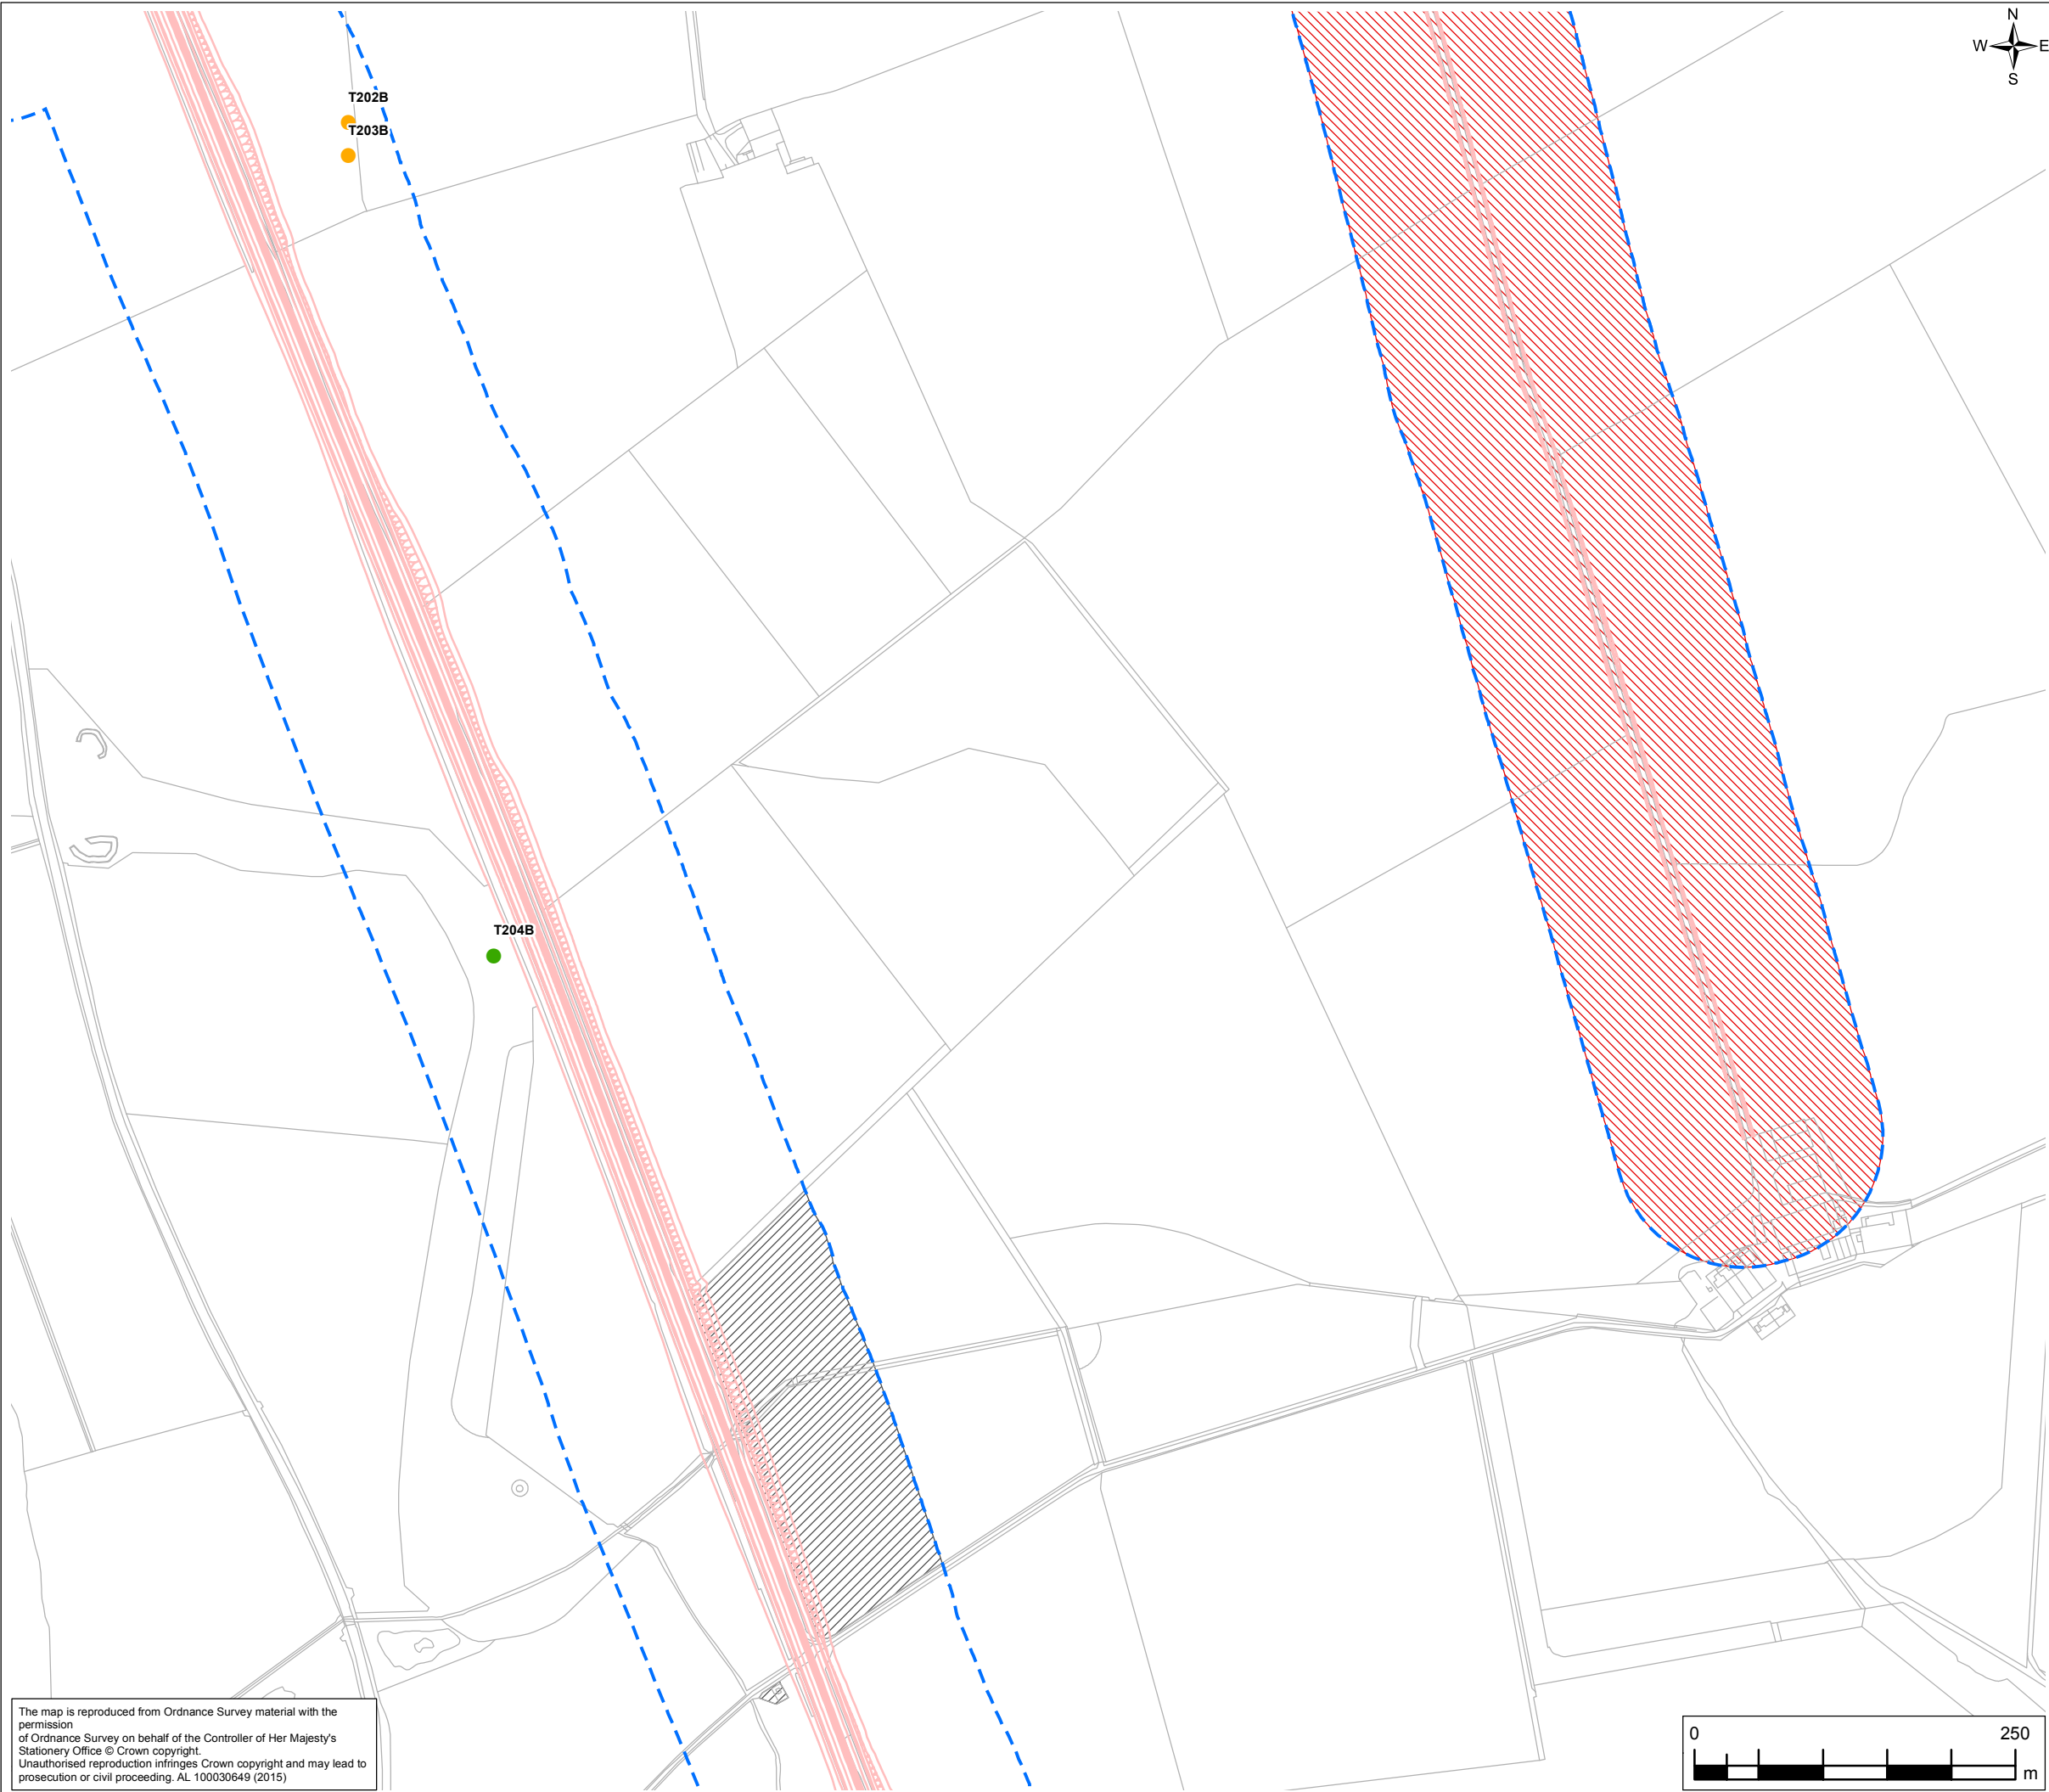 N
W E
S
T202B
T203B
T204B
The map is reproduced from Ordnance Survey material with the
permission
of Ordnance Survey on behalf of the Controller of Her Majesty's
Stationery Office © Crown copyright.
Unauthorised reproduction infringes Crown copyright and may lead to
prosecution or civil proceeding. AL 100030649 (2015)
0 250
m